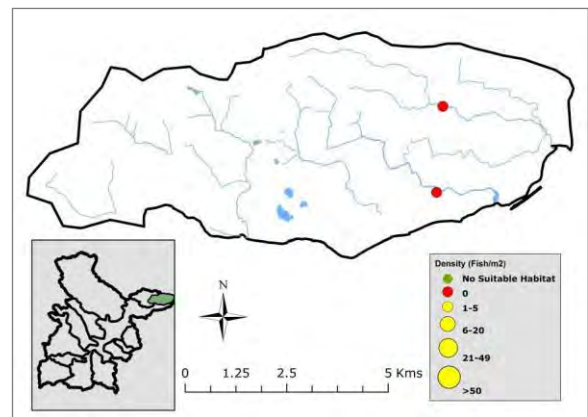 N
0 1.25 2.5 5 Kms
Density (Fish/m2)
No Suitable Habitat
0
1-5
6-20
21-49
>50